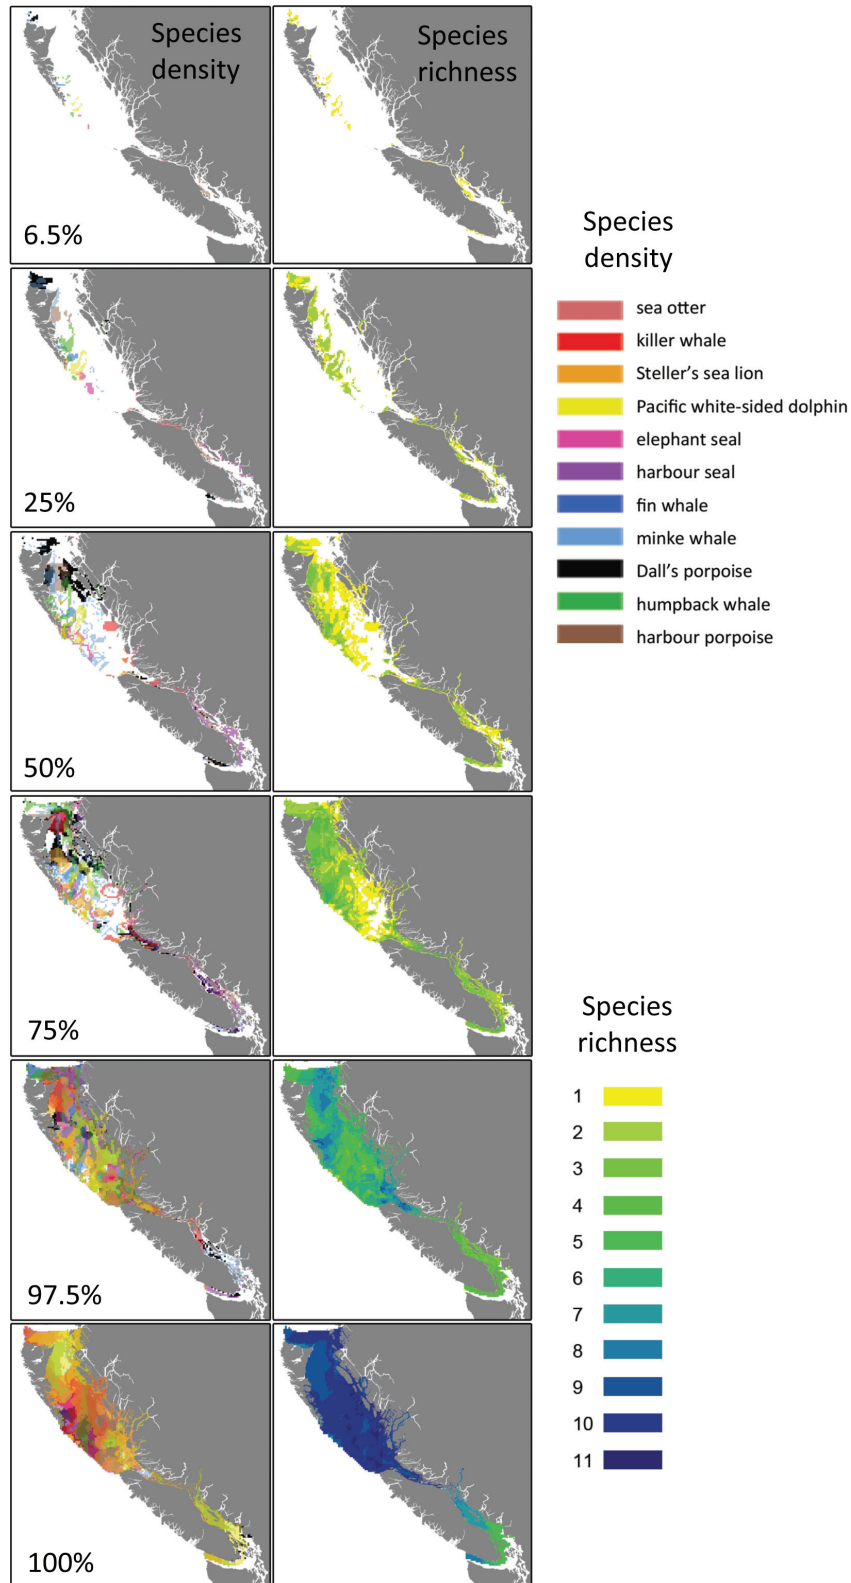 Species
density
Species
richness
6.5%
25%
50%
75%
97.5%
100%
Species
density
sea otter
killer whale
Steller's sea lion
Pacific white-sided dolphin
elephant seal
harbour seal
fin whale
minke whale
Dall's porpoise
humpback whale
harbour porpoise
Species
richness
1
2
3
4
5
6
7
8
9
10
11